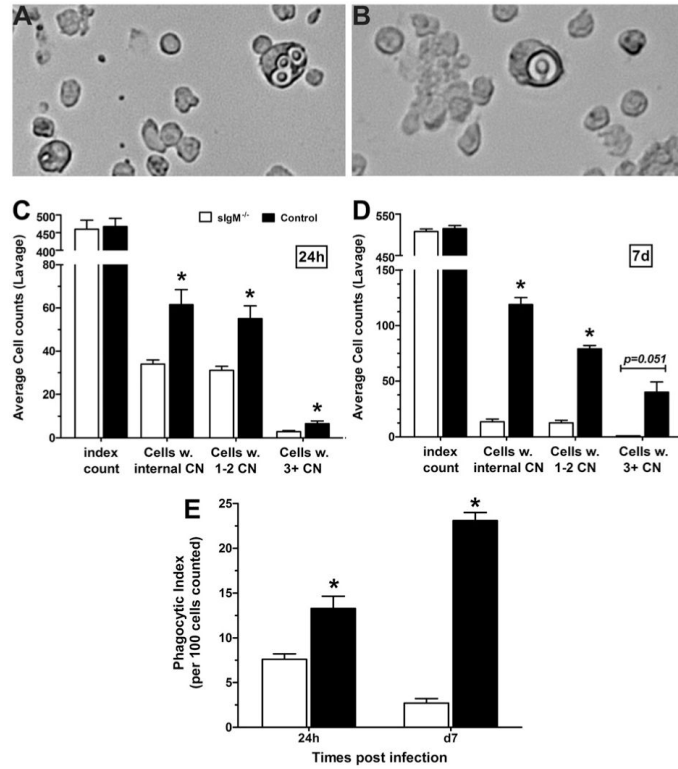 A
B
C
500
450
400
80
60
40
20
0
Average Cell counts (Lavage)
sIgM-/-
Control
24h
*
*
*
index
count
Cells w.
internal CN
Cells w.
1-2 CN
Cells w.
3+ CN
D
550
450
150
100
75
50
25
0
Average Cell counts (Lavage)
7d
*
*
p=0.051
index
count
Cells w.
internal CN
Cells w.
1-2 CN
Cells w.
3+ CN
E
25
20
15
10
5
0
Phagocytic Index
(per 100 cells counted)
*
*
24h
d7
Times post infection